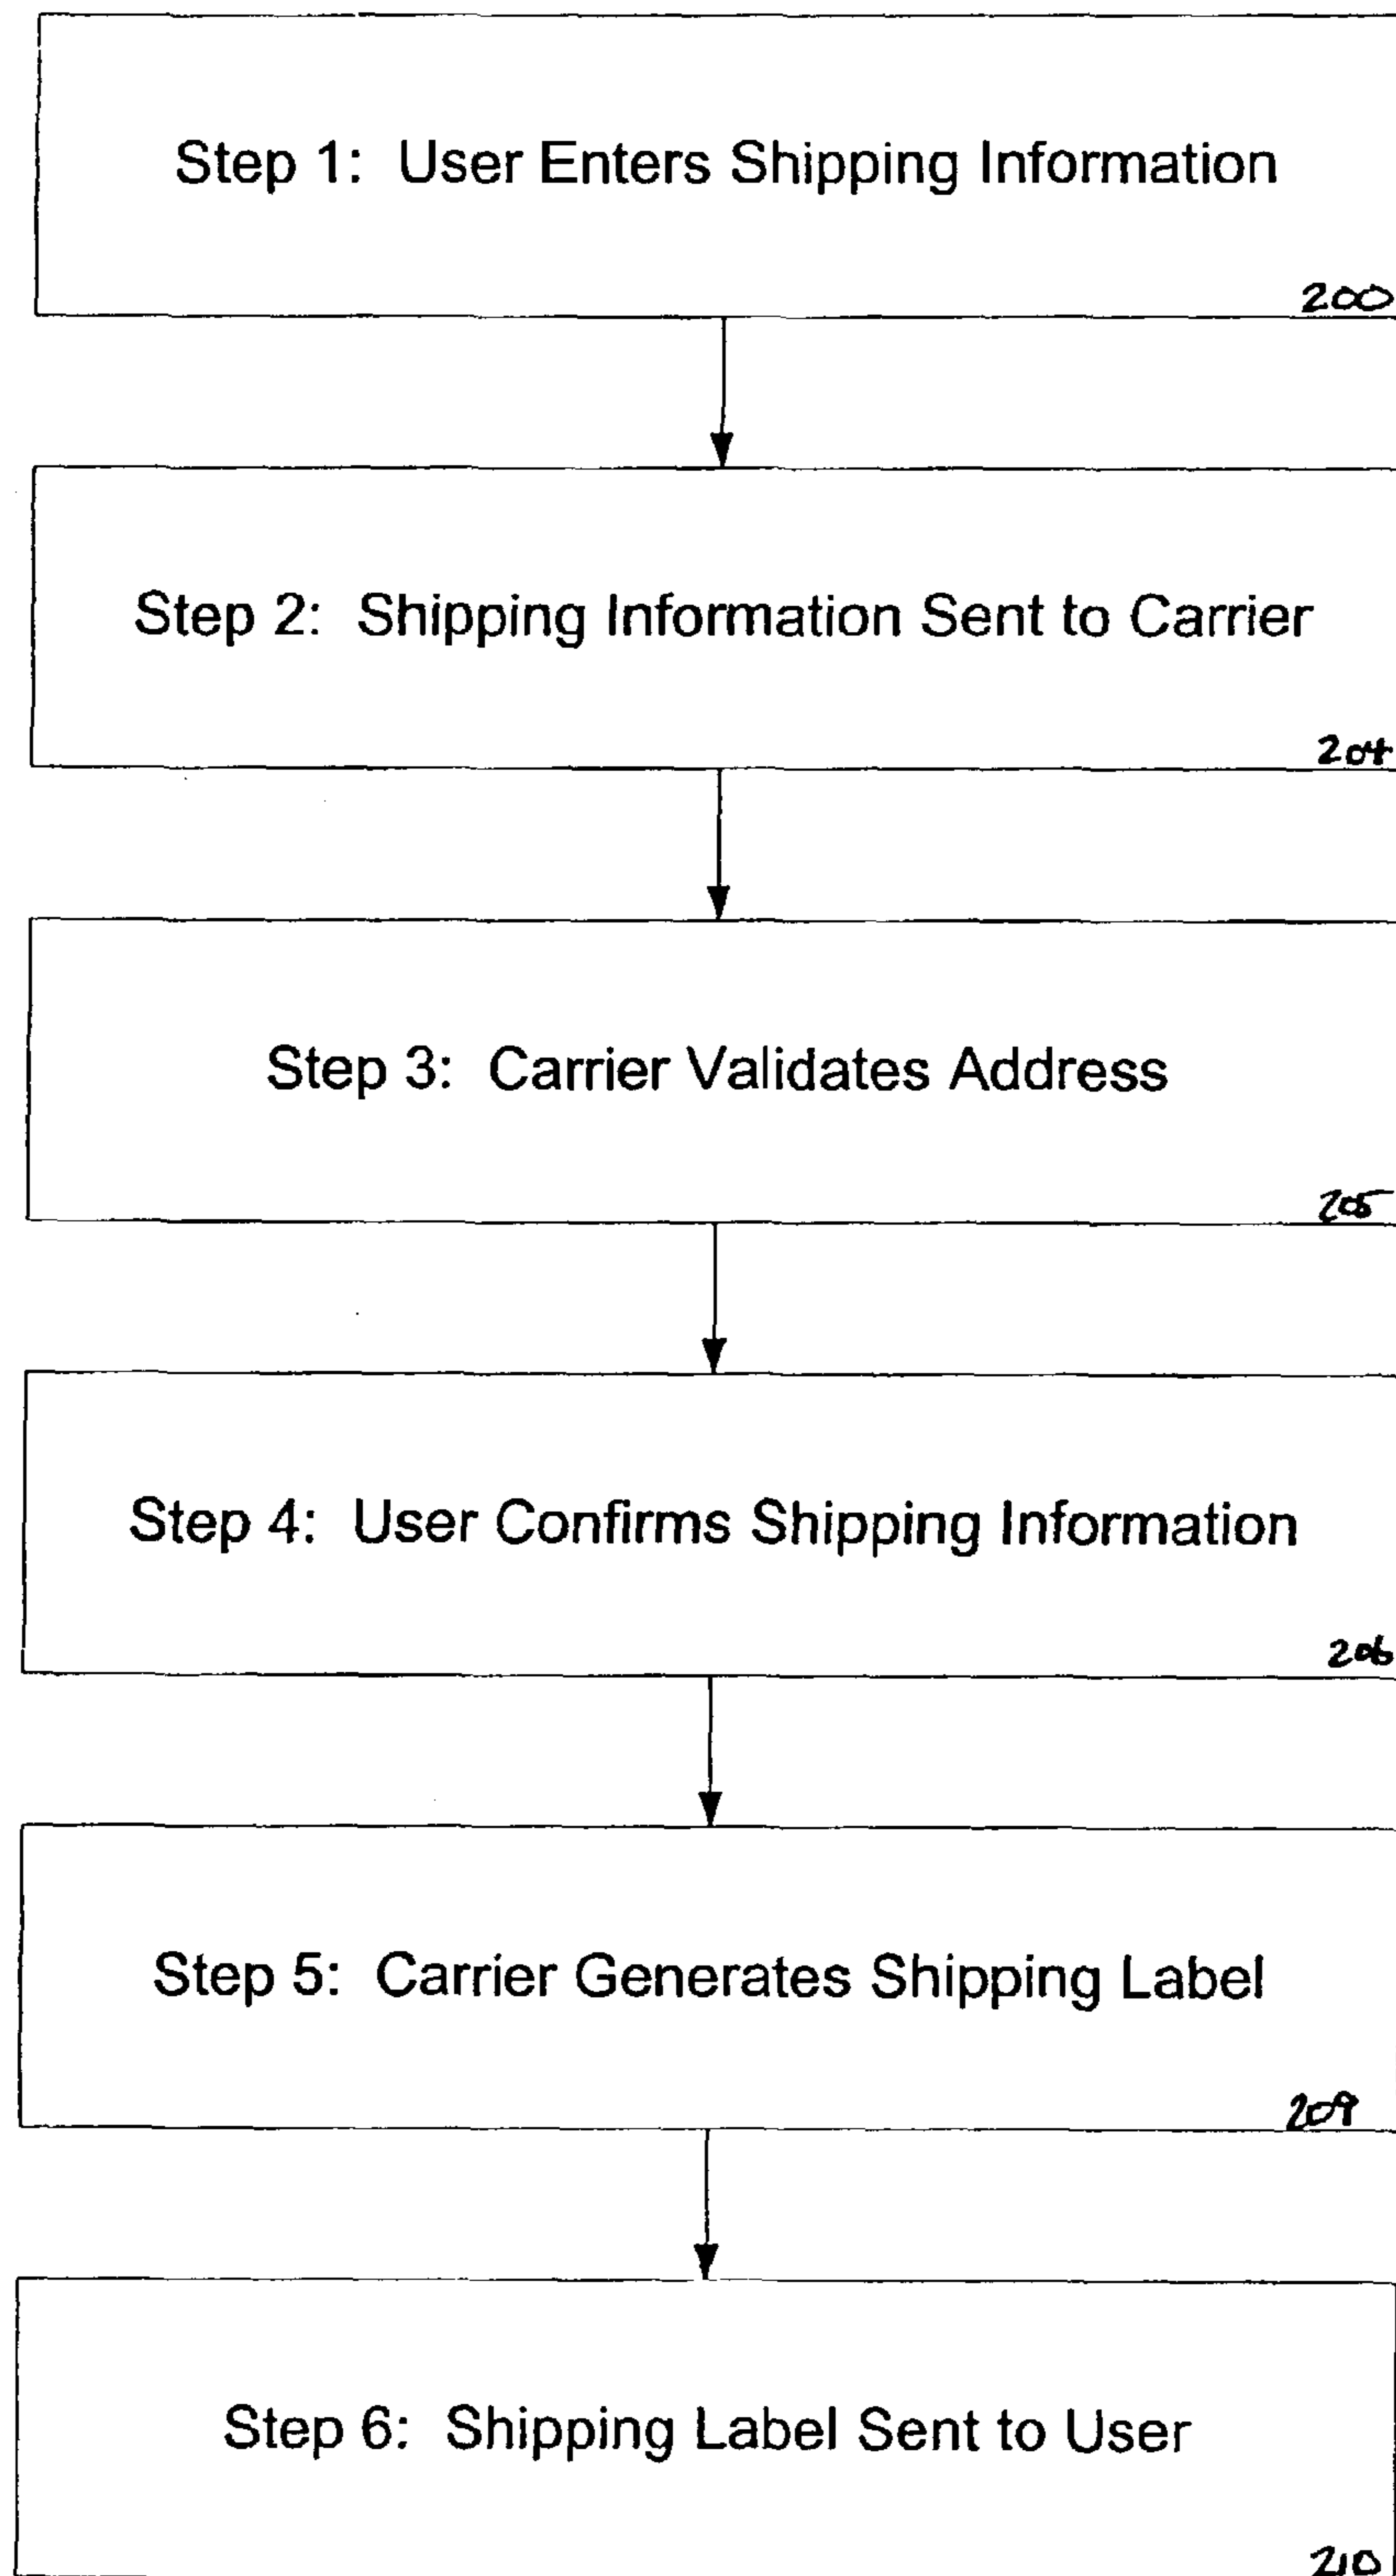 Step 1: User Enters Shipping Information
200
Step 2: Shipping Information Sent to Carrier
204
Step 3: Carrier Validates Address
205
Step 4: User Confirms Shipping Information
206
Step 5: Carrier Generates Shipping Label
209
Step 6: Shipping Label Sent to User
210